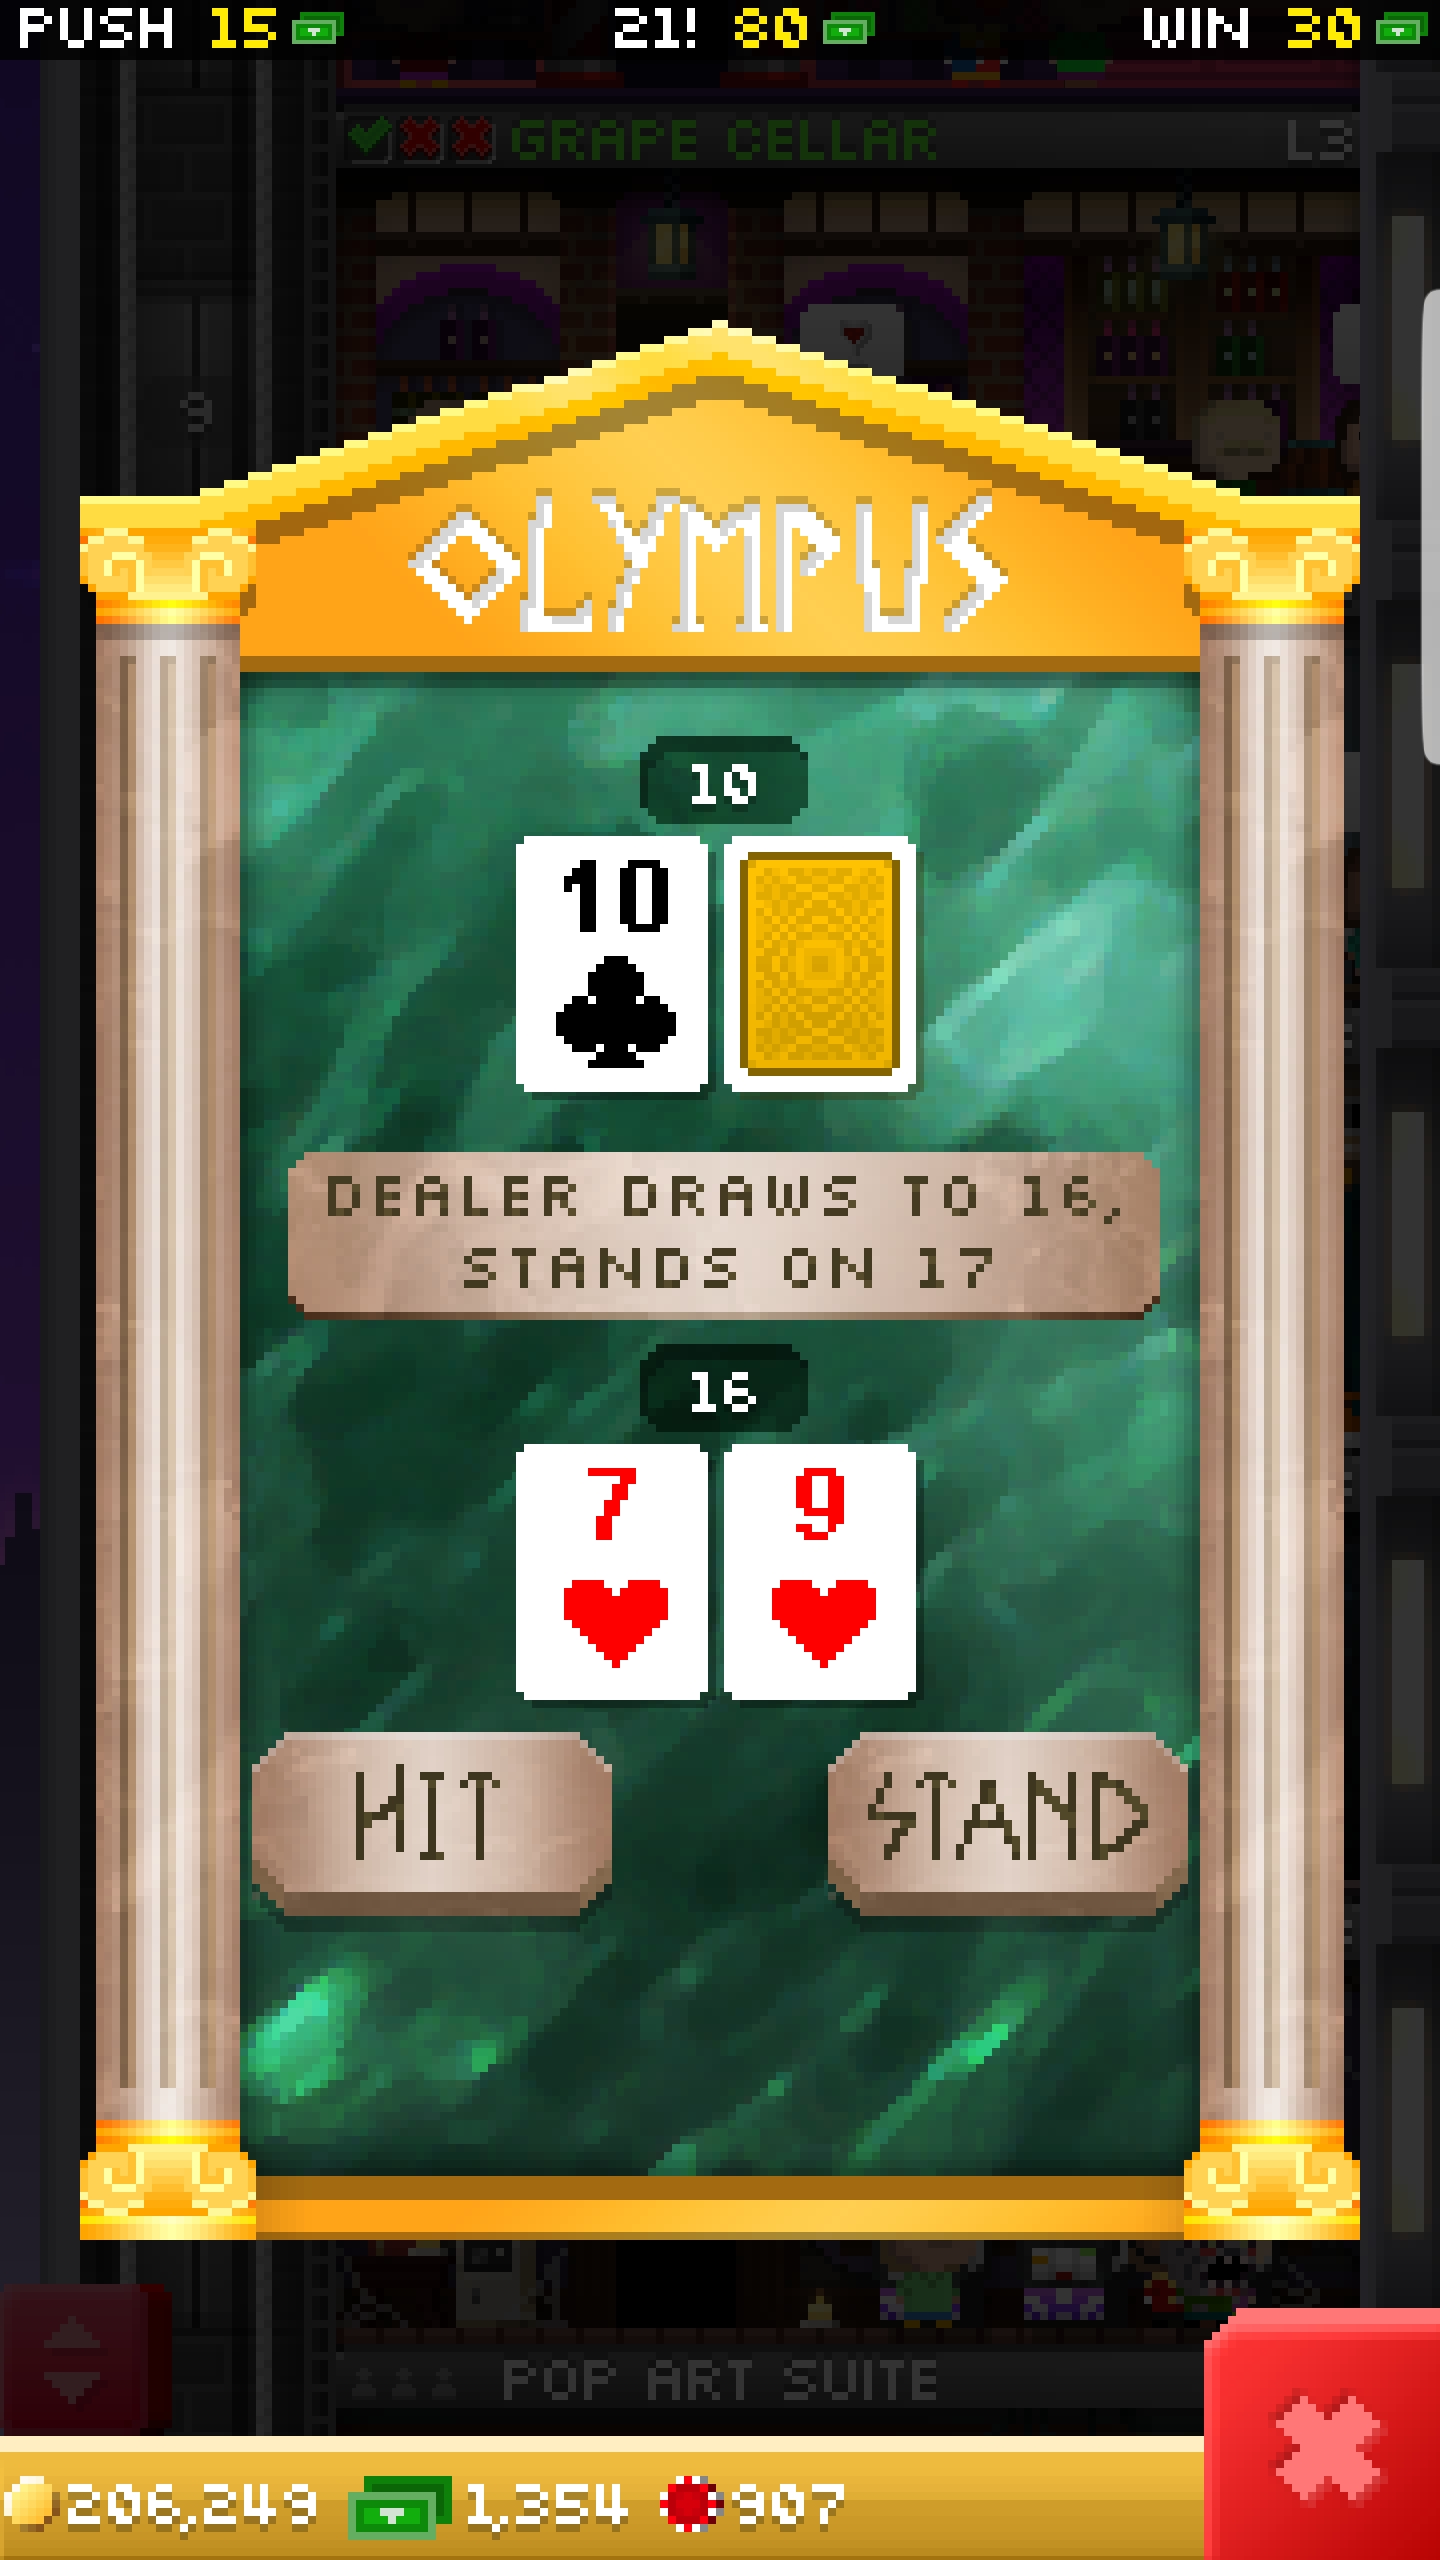 PUSH 15 21! 80 WIN 30
GRAPE CELLAR L3
9
OLYMPUS
10
10
DEALER DRAWS TO 16,
STANDS ON 17
16
7 9
HIT STAND
POP ART SUITE
206,249 1,354 907